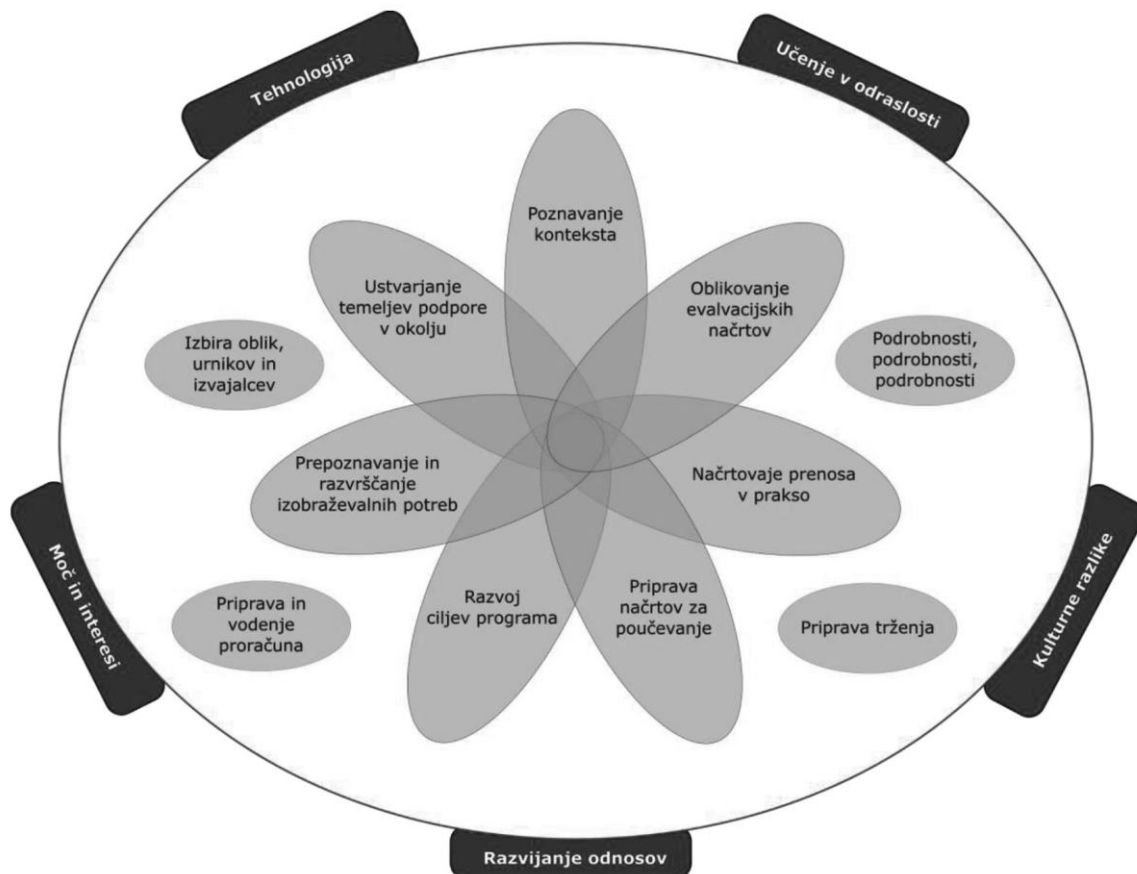 Tehnologija
Učenje v odraslosti
Poznavanje
konteksta
Ustvarjanje
temeljev podpore
v okolju
Oblikovanje
evalvacijskih
načrtov
Izbira oblik,
urnikov in
izvajalcev
Podrobnosti,
podrobnosti,
podrobnosti
Prepoznavanje in
razvrščanje
izobraževalnih potreb
Načrtovaje prenosa
v prakso
Moč in interesi
Kulturne razlike
Priprava in
vodenje
proračuna
Razvoj
ciljev programa
Priprava
načrtov za
poučevanje
Priprava trženja
Razvijanje odnosov